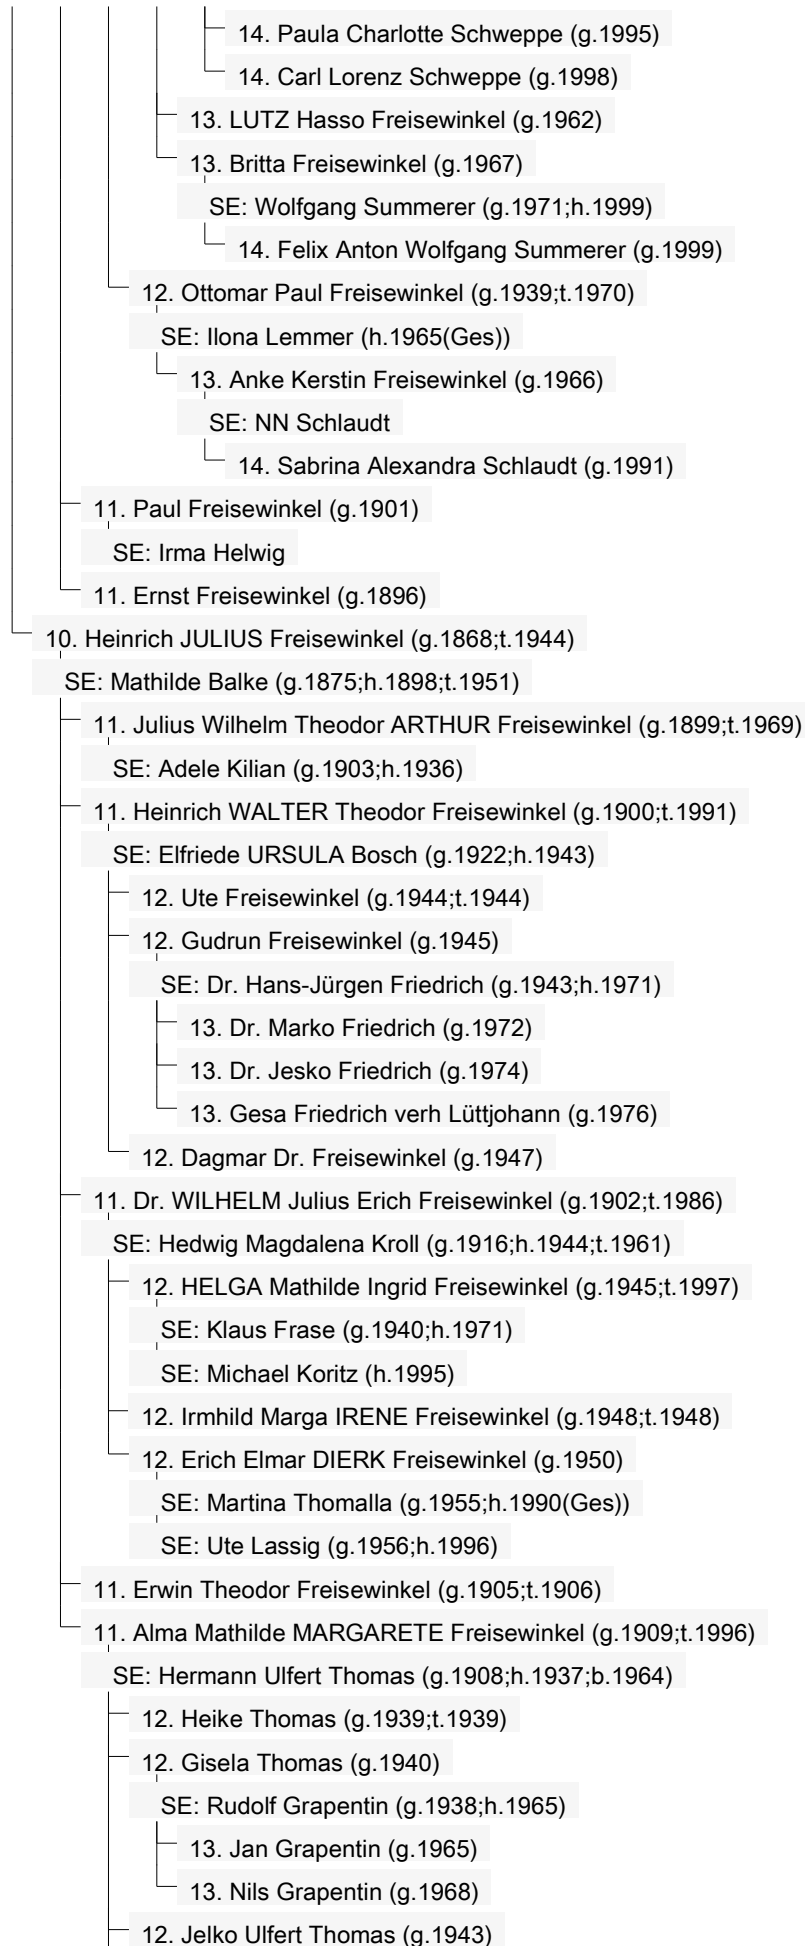 14. Paula Charlotte Schweppe (g.1995)
14. Carl Lorenz Schweppe (g.1998)
13. LUTZ Hasso Freisewinkel (g.1962)
13. Britta Freisewinkel (g.1967)
SE: Wolfgang Summerer (g.1971;h.1999)
14. Felix Anton Wolfgang Summerer (g.1999)
12. Ottomar Paul Freisewinkel (g.1939;t.1970)
SE: Ilona Lemmer (h.1965(Ges))
13. Anke Kerstin Freisewinkel (g.1966)
SE: NN Schlaudt
14. Sabrina Alexandra Schlaudt (g.1991)
11. Paul Freisewinkel (g.1901)
SE: Irma Helwig
11. Ernst Freisewinkel (g.1896)
10. Heinrich JULIUS Freisewinkel (g.1868;t.1944)
SE: Mathilde Balke (g.1875;h.1898;t.1951)
11. Julius Wilhelm Theodor ARTHUR Freisewinkel (g.1899;t.1969)
SE: Adele Kilian (g.1903;h.1936)
11. Heinrich WALTER Theodor Freisewinkel (g.1900;t.1991)
SE: Elfriede URSULA Bosch (g.1922;h.1943)
12. Ute Freisewinkel (g.1944;t.1944)
12. Gudrun Freisewinkel (g.1945)
SE: Dr. Hans-Jürgen Friedrich (g.1943;h.1971)
13. Dr. Marko Friedrich (g.1972)
13. Dr. Jesko Friedrich (g.1974)
13. Gesa Friedrich verh Lüttjohann (g.1976)
12. Dagmar Dr. Freisewinkel (g.1947)
11. Dr. WILHELM Julius Erich Freisewinkel (g.1902;t.1986)
SE: Hedwig Magdalena Kroll (g.1916;h.1944;t.1961)
12. HELGA Mathilde Ingrid Freisewinkel (g.1945;t.1997)
SE: Klaus Frase (g.1940;h.1971)
SE: Michael Koritz (h.1995)
12. Irmhild Marga IRENE Freisewinkel (g.1948;t.1948)
12. Erich Elmar DIERK Freisewinkel (g.1950)
SE: Martina Thomalla (g.1955;h.1990(Ges))
SE: Ute Lassig (g.1956;h.1996)
11. Erwin Theodor Freisewinkel (g.1905;t.1906)
11. Alma Mathilde MARGARETE Freisewinkel (g.1909;t.1996)
SE: Hermann Ulfert Thomas (g.1908;h.1937;b.1964)
12. Heike Thomas (g.1939;t.1939)
12. Gisela Thomas (g.1940)
SE: Rudolf Grapentin (g.1938;h.1965)
13. Jan Grapentin (g.1965)
13. Nils Grapentin (g.1968)
12. Jelko Ulfert Thomas (g.1943)